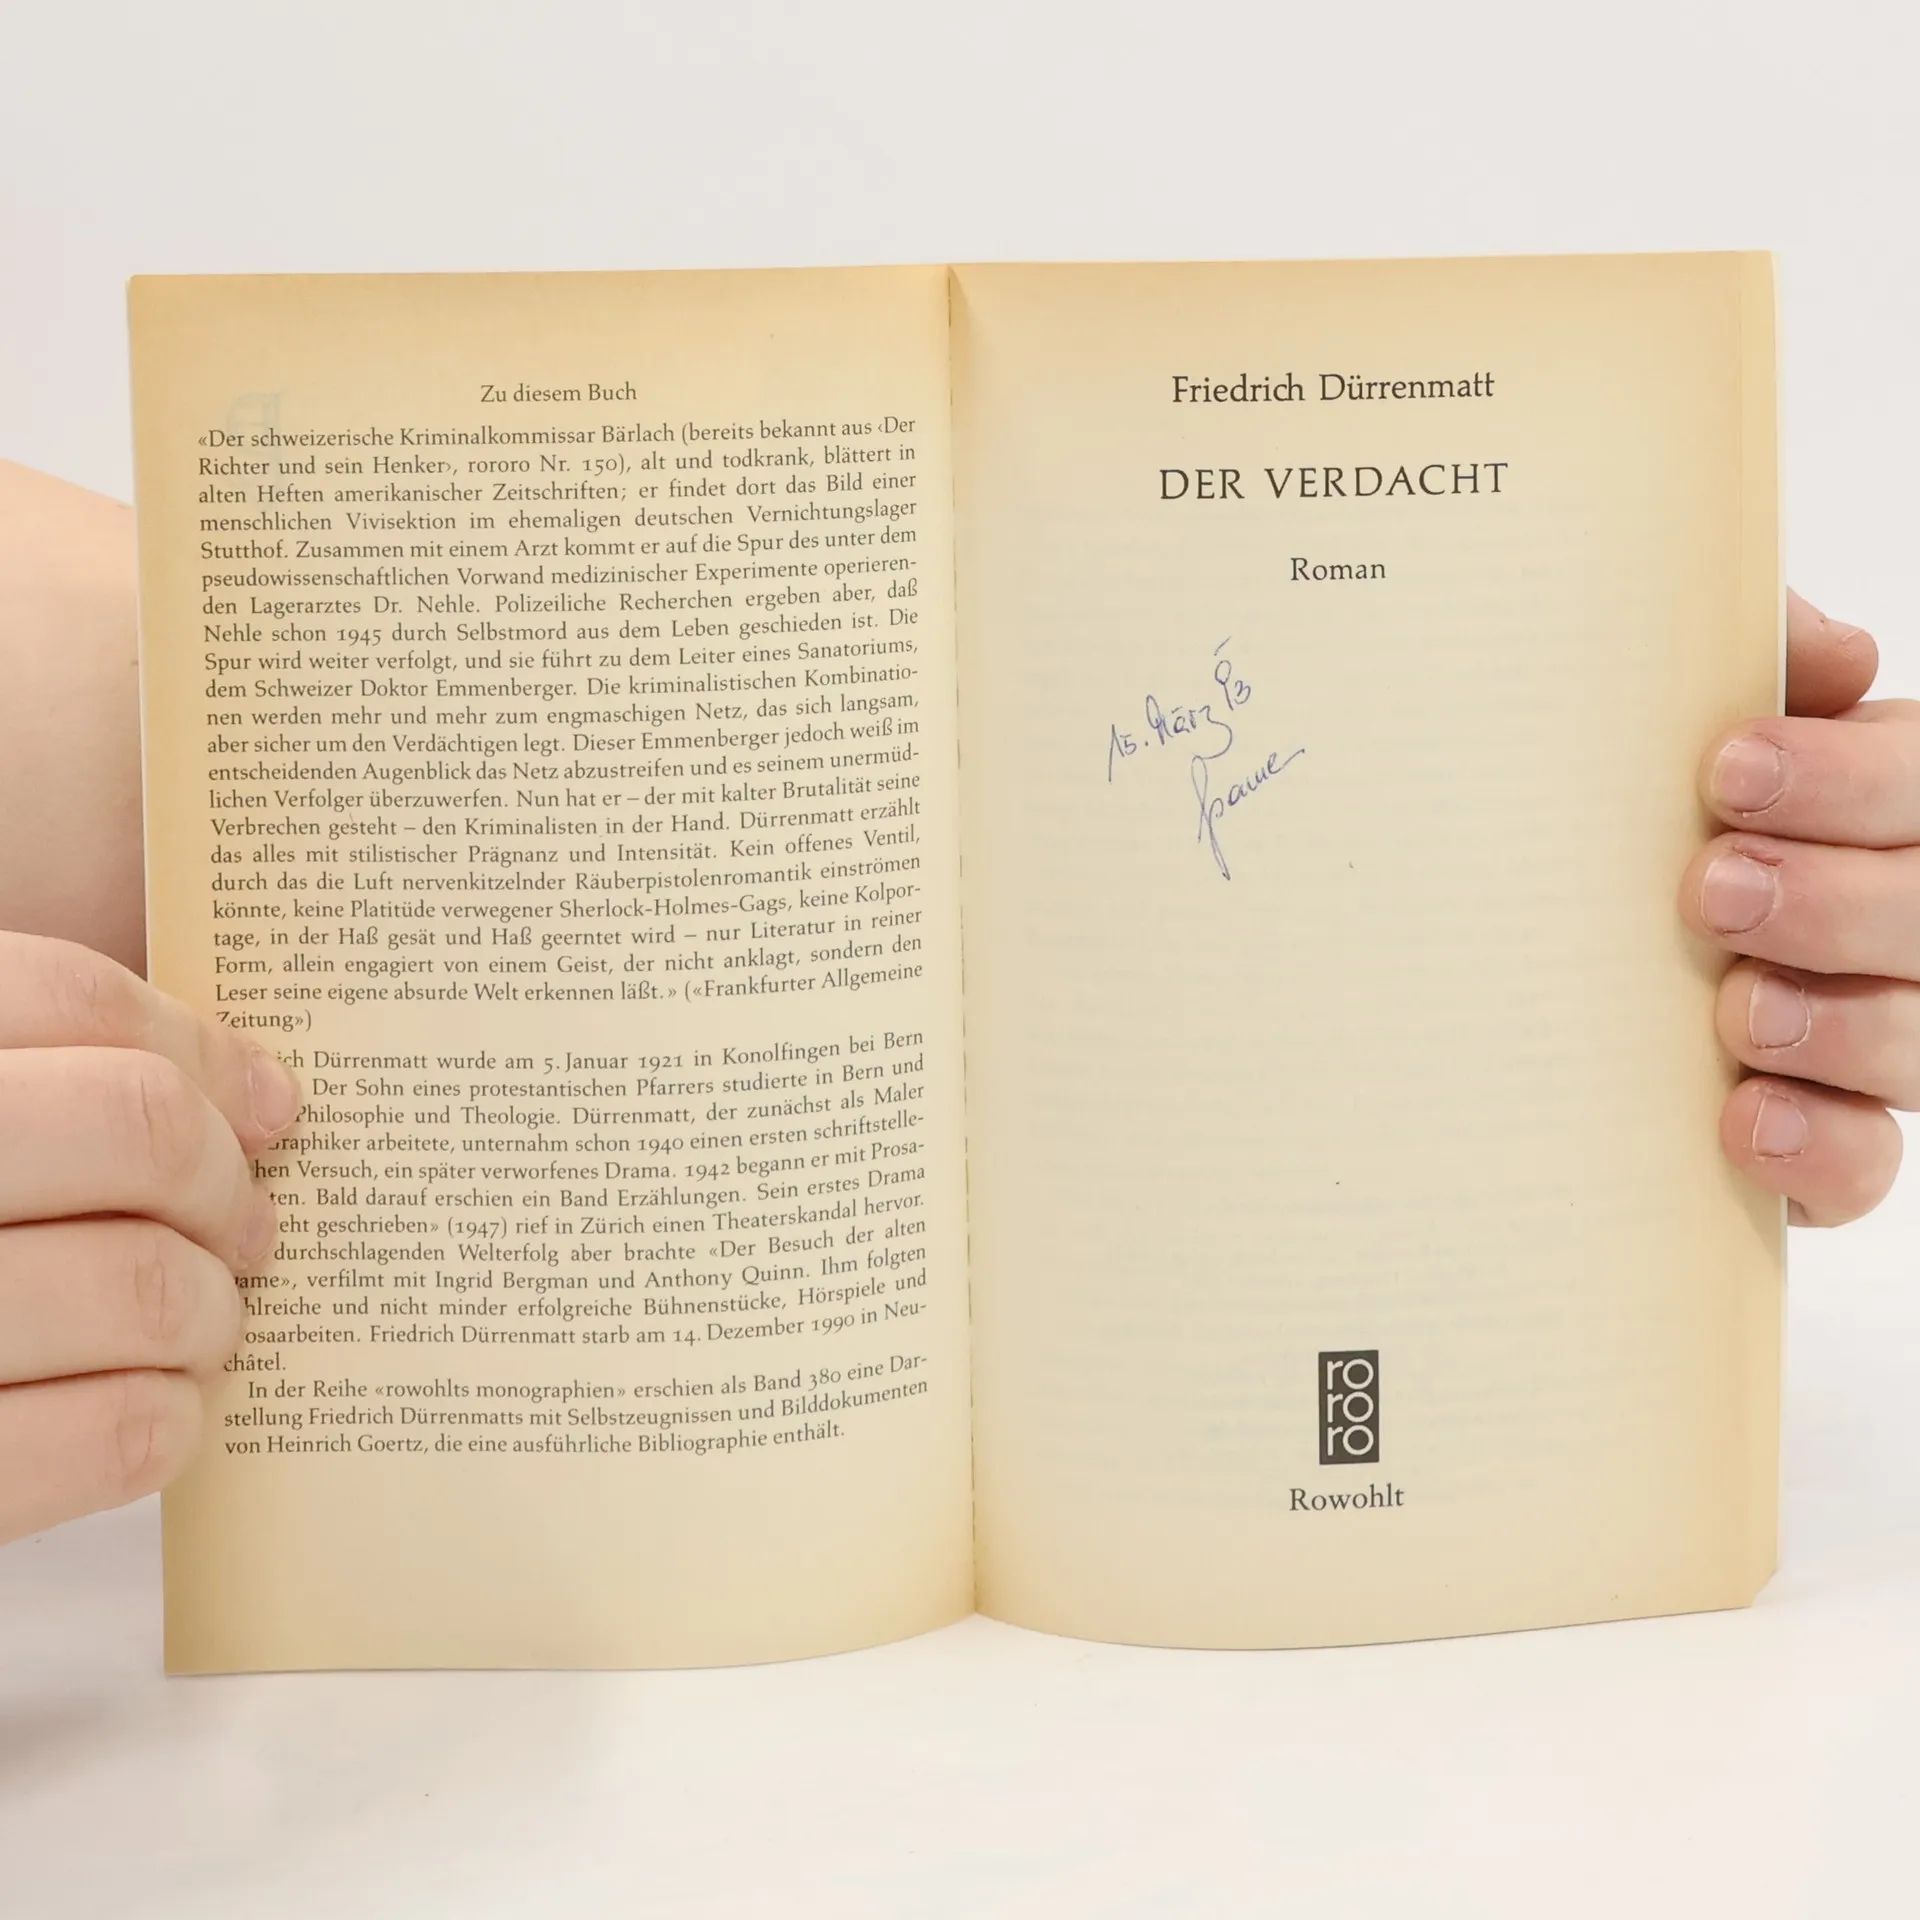 Zu diesem Buch
«Der schweizerische Kriminalkommissar Bärlach (bereits bekannt aus ‹Der
Richter und sein Henker›, rororo Nr. 150), alt und todkrank, blättert in
alten Heften amerikanischer Zeitschriften; er findet dort das Bild einer
menschlichen Vivisektion im ehemaligen deutschen Vernichtungslager
Stutthof. Zusammen mit einem Arzt kommt er auf die Spur des unter dem
pseudowissenschaftlichen Vorwand medizinischer Experimente operieren-
den Lagerarztes Dr. Nehle. Polizeiliche Recherchen ergeben aber, daß
Nehle schon 1945 durch Selbstmord aus dem Leben geschieden ist. Die
Spur wird weiter verfolgt, und sie führt zu dem Leiter eines Sanatoriums,
dem Schweizer Doktor Emmenberger. Die kriminalistischen Kombinatio-
nen werden mehr und mehr zum engmaschigen Netz, das sich langsam,
aber sicher um den Verdächtigen legt. Dieser Emmenberger jedoch weiß im
entscheidenden Augenblick das Netz abzustreifen und es seinem unermüd-
lichen Verfolger überzuwerfen. Nun hat er – der mit kalter Brutalität seine
Verbrechen gesteht – den Kriminalisten in der Hand. Dürrenmatt erzählt
das alles mit stilistischer Prägnanz und Intensität. Kein offenes Ventil,
durch das die Luft nervenkitzelnder Räuberpistolenromantik einströmen
könnte, keine Platitüde verwegener Sherlock-Holmes-Gags, keine Kolpor-
tage, in der Haß gesät und Haß geerntet wird – nur Literatur in reiner
Form, allein engagiert von einem Geist, der nicht anklagt, sondern den
Leser seine eigene absurde Welt erkennen läßt.» («Frankfurter Allgemeine
Zeitung»)
ich Dürrenmatt wurde am 5. Januar 1921 in Konolfingen bei Bern
Der Sohn eines protestantischen Pfarrers studierte in Bern und
Philosophie und Theologie. Dürrenmatt, der zunächst als Maler
Graphiker arbeitete, unternahm schon 1940 einen ersten schriftstelle-
hen Versuch, ein später verworfenes Drama. 1942 begann er mit Prosa-
ten. Bald darauf erschien ein Band Erzählungen. Sein erstes Drama
eht geschrieben» (1947) rief in Zürich einen Theaterskandal hervor.
durchschlagenden Welterfolg aber brachte «Der Besuch der alten
ame», verfilmt mit Ingrid Bergman und Anthony Quinn. Ihm folgten
hlreiche und nicht minder erfolgreiche Bühnenstücke, Hörspiele und
osaarbeiten. Friedrich Dürrenmatt starb am 14. Dezember 1990 in Neu-
châtel.
In der Reihe «rowohlts monographien» erschien als Band 380 eine Dar-
stellung Friedrich Dürrenmatts mit Selbstzeugnissen und Bilddokumenten
von Heinrich Goertz, die eine ausführliche Bibliographie enthält.
Friedrich Dürrenmatt
DER VERDACHT
Roman
15. März 93
ro
ro
ro
Rowohlt